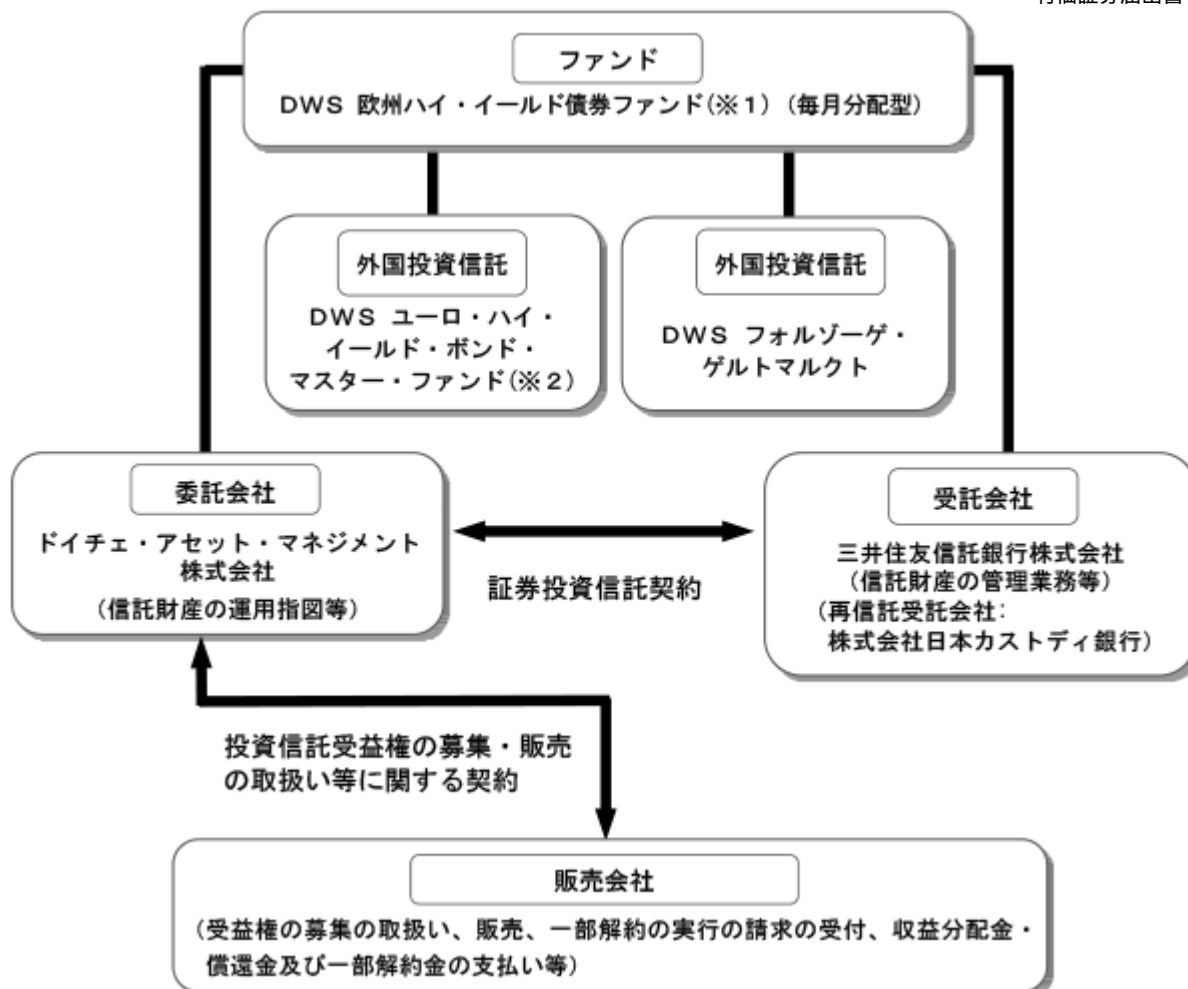 ファンド
DWS 欧州ハイ・イールド債券ファンド(※1)(毎月分配型)
外国投資信託
DWS ユーロ・ハイ・
イールド・ボンド・
マスター・ファンド(※2)
外国投資信託
DWS フォルゾーゲ・
ゲルトマルクト
委託会社
ドイチェ・アセット・マネジメント
株式会社
(信託財産の運用指図等)
証券投資信託契約
受託会社
三井住友信託銀行株式会社
(信託財産の管理業務等)
(再信託受託会社:
株式会社日本カストディ銀行)
投資信託受益権の募集・販売
の取扱い等に関する契約
販売会社
(受益権の募集の取扱い、販売、一部解約の実行の請求の受付、収益分配金・
償還金及び一部解約金の支払い等)